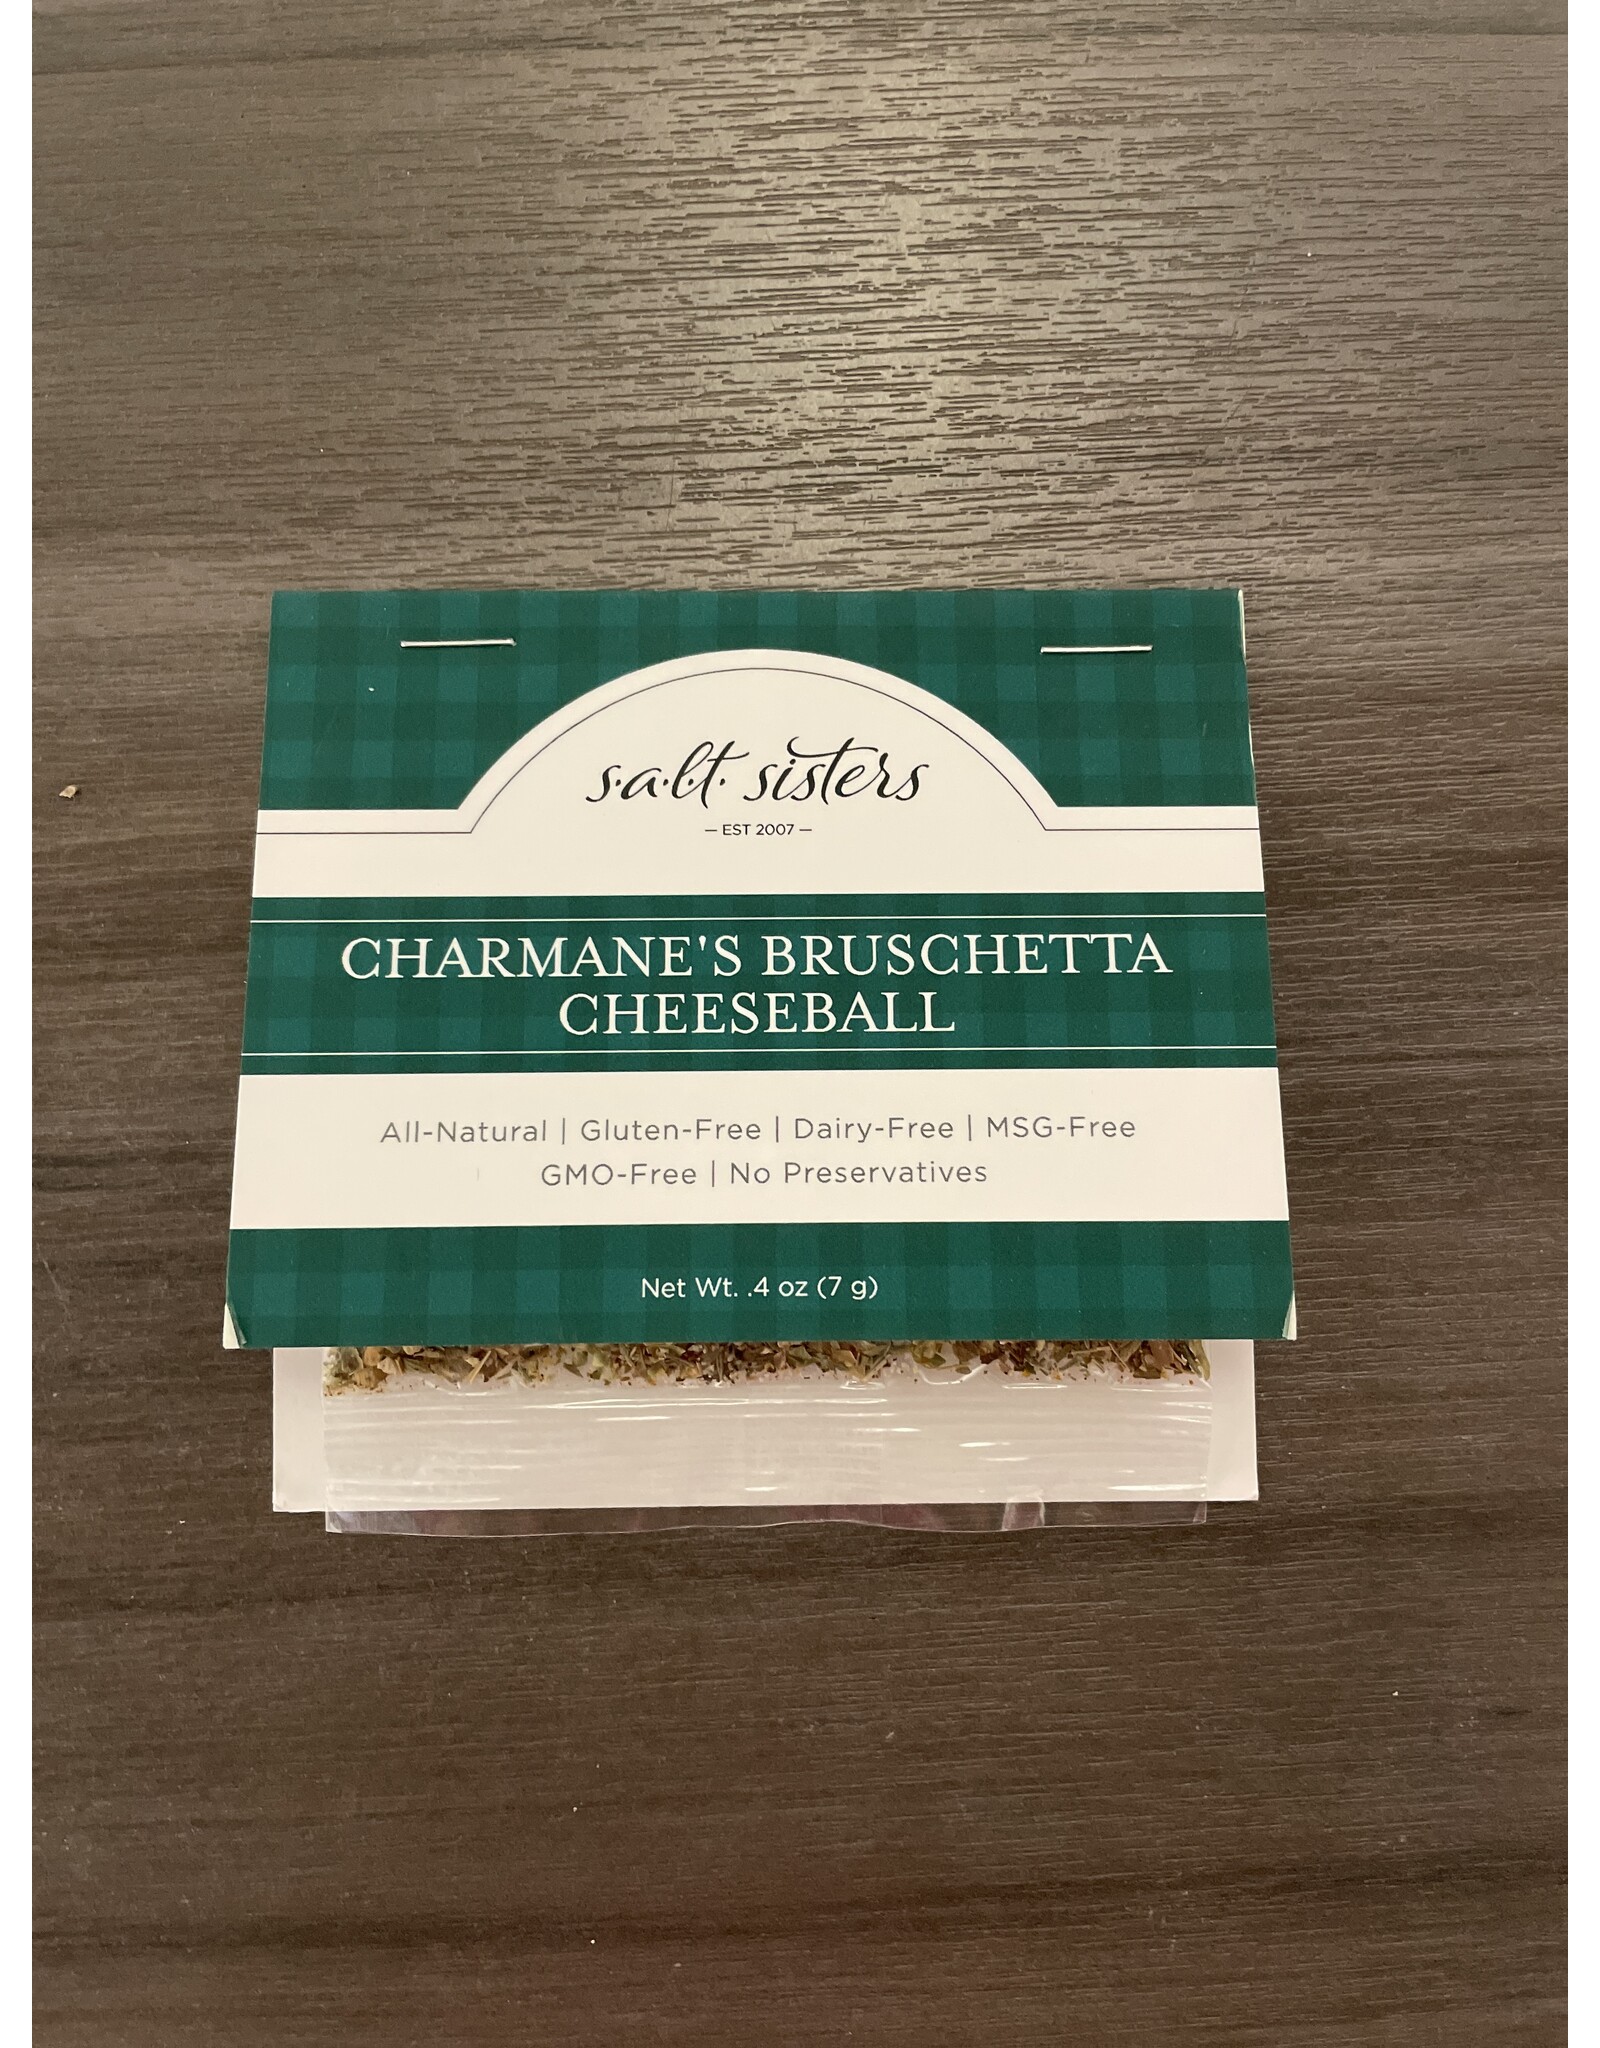 s·a·l·t· sisters
— EST 2007 —
CHARMANE'S BRUSCHETTA
CHEESEBALL
All-Natural | Gluten-Free | Dairy-Free | MSG-Free
GMO-Free | No Preservatives
Net Wt. .4 oz (7 g)